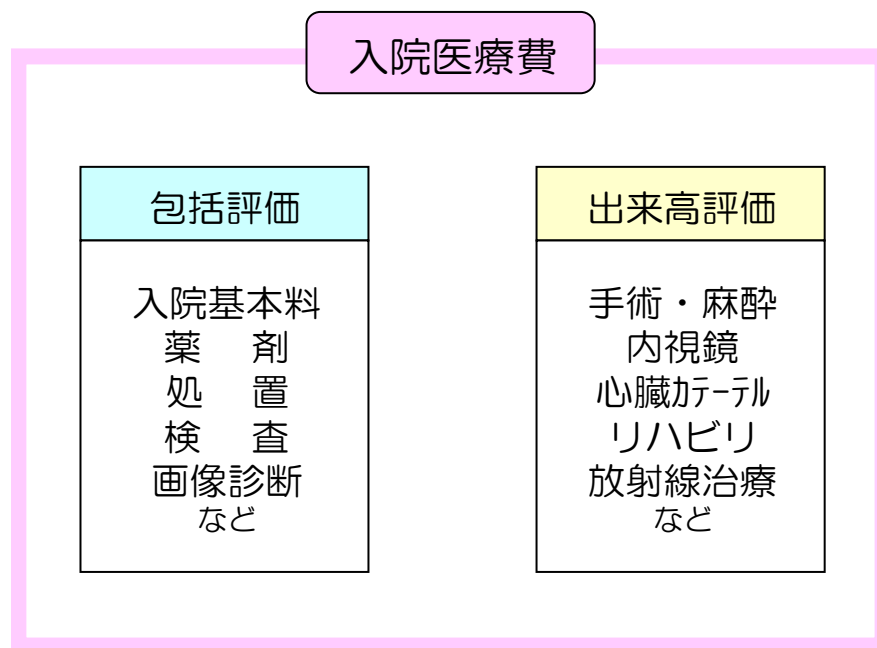 入院医療費
包括評価
入院基本料
薬　剤
処　置
検　査
画像診断
など
出来高評価
手術・麻酔
内視鏡
心臓ｶﾃｰﾃﾙ
リハビリ
放射線治療
など